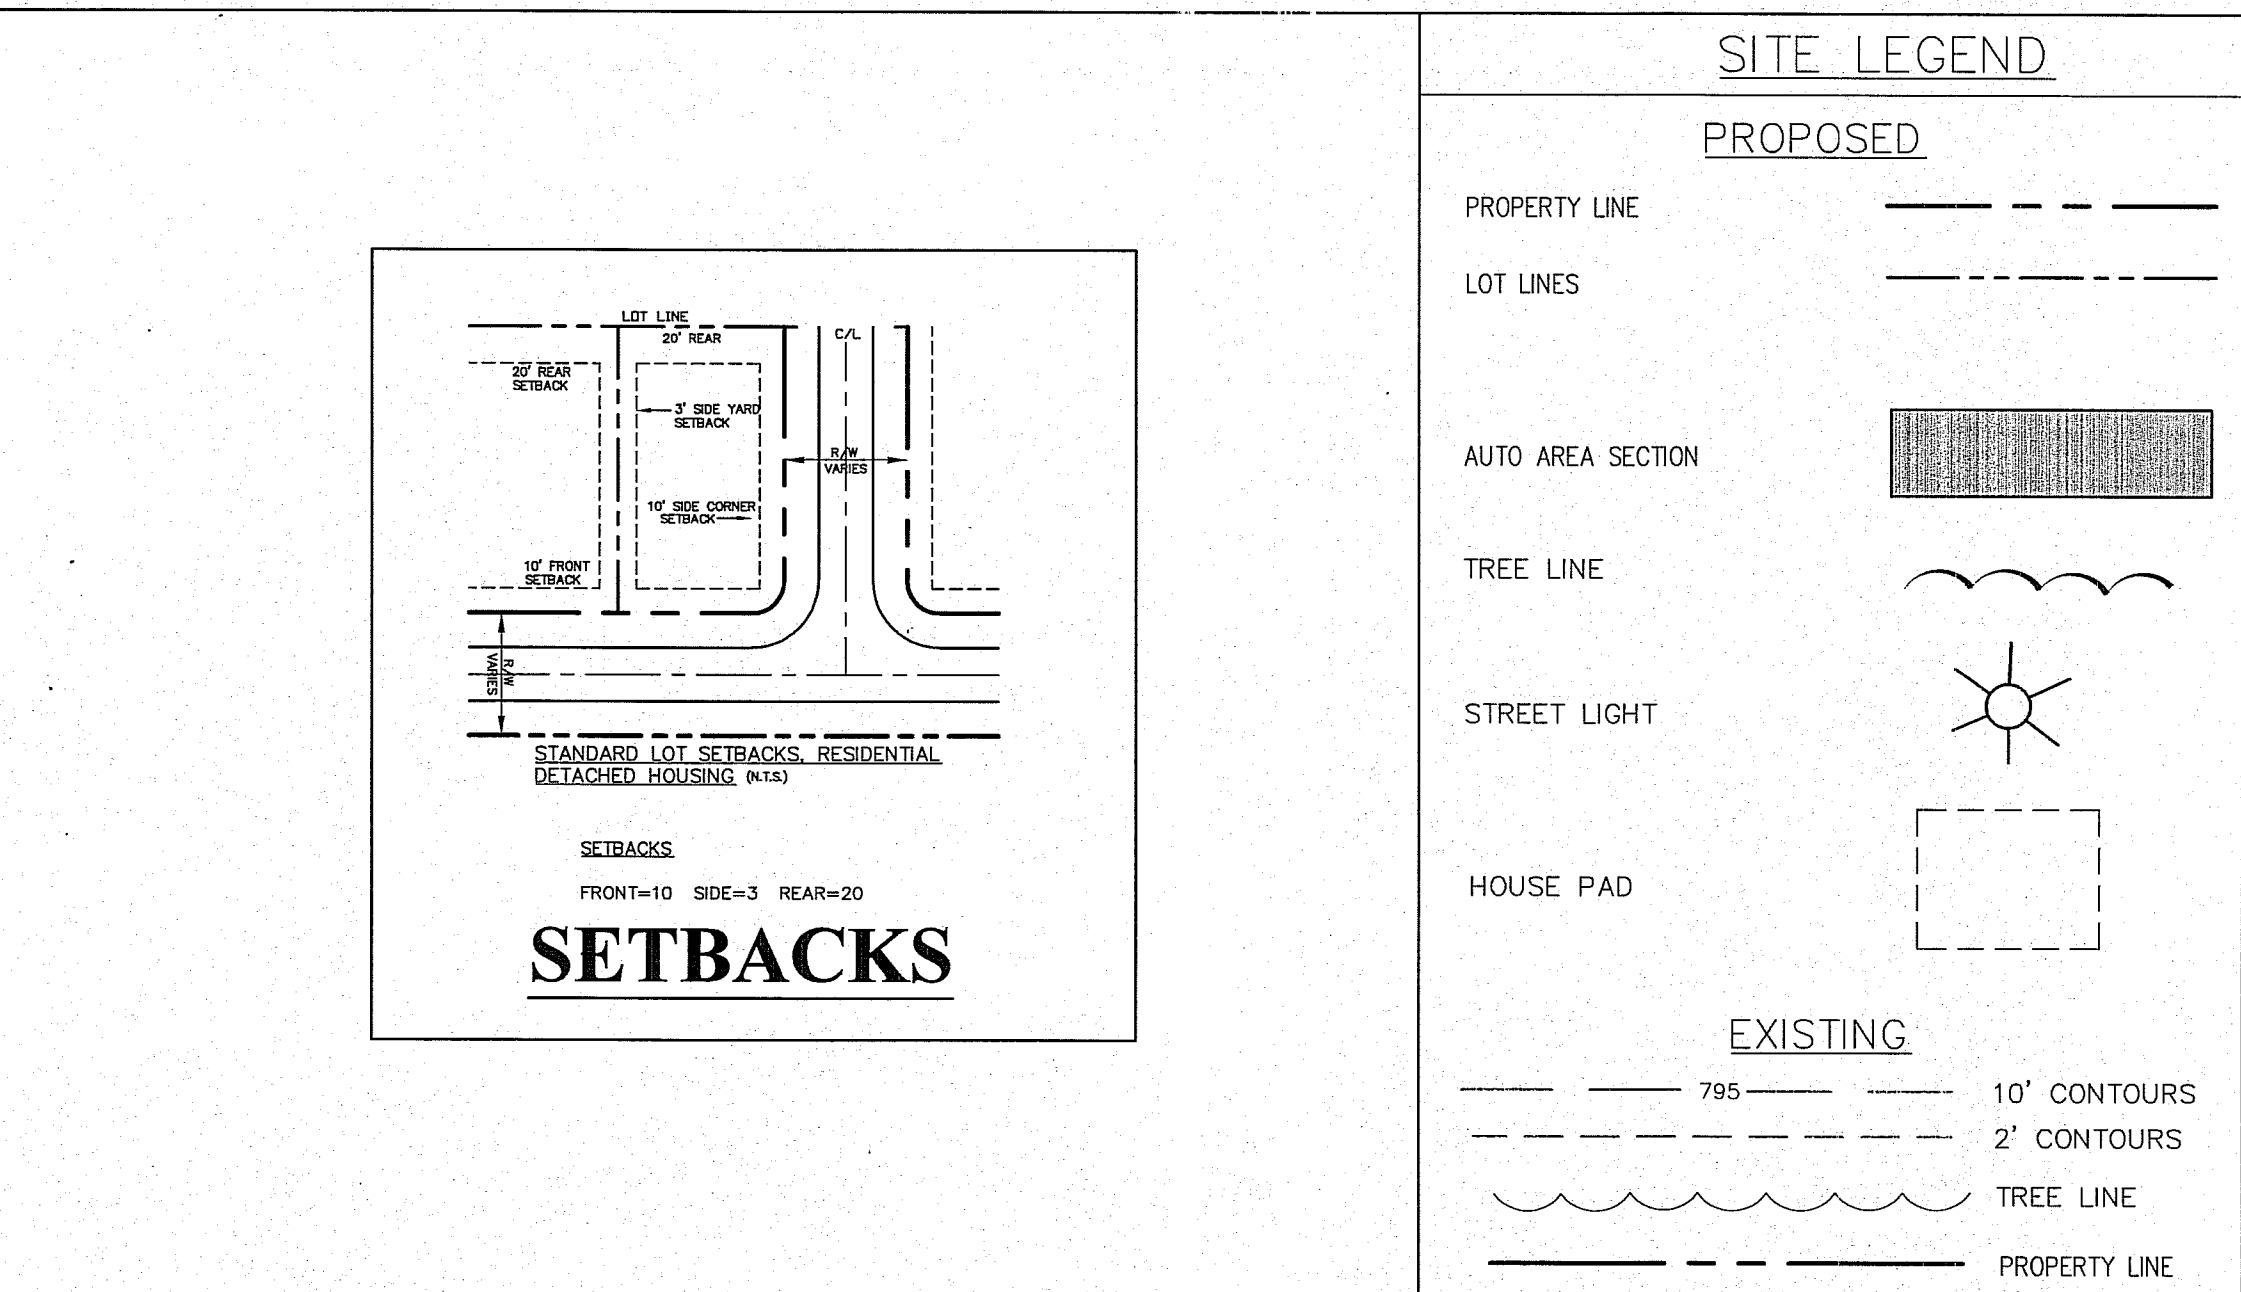 LOT LINE
20' REAR
C/L
20' REAR
SETBACK
3' SIDE YARD
SETBACK
R/W
VARIES
10' SIDE CORNER
SETBACK
10' FRONT
SETBACK
R/W
VARIES
STANDARD LOT SETBACKS, RESIDENTIAL
DETACHED HOUSING (N.T.S.)
SETBACKS
FRONT=10 SIDE=3 REAR=20
SETBACKS
SITE LEGEND
PROPOSED
PROPERTY LINE
LOT LINES
AUTO AREA SECTION
TREE LINE
STREET LIGHT
HOUSE PAD
EXISTING
795 10' CONTOURS
2' CONTOURS
TREE LINE
PROPERTY LINE